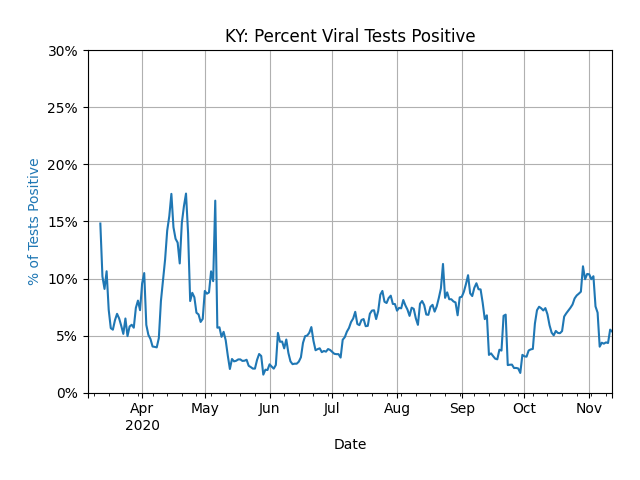 KY: Percent Viral Tests Positive
30%
25%
20%
15%
10%
5%
0%
% of Tests Positive
Apr May Jun Jul Aug Sep Oct Nov
2020
Date